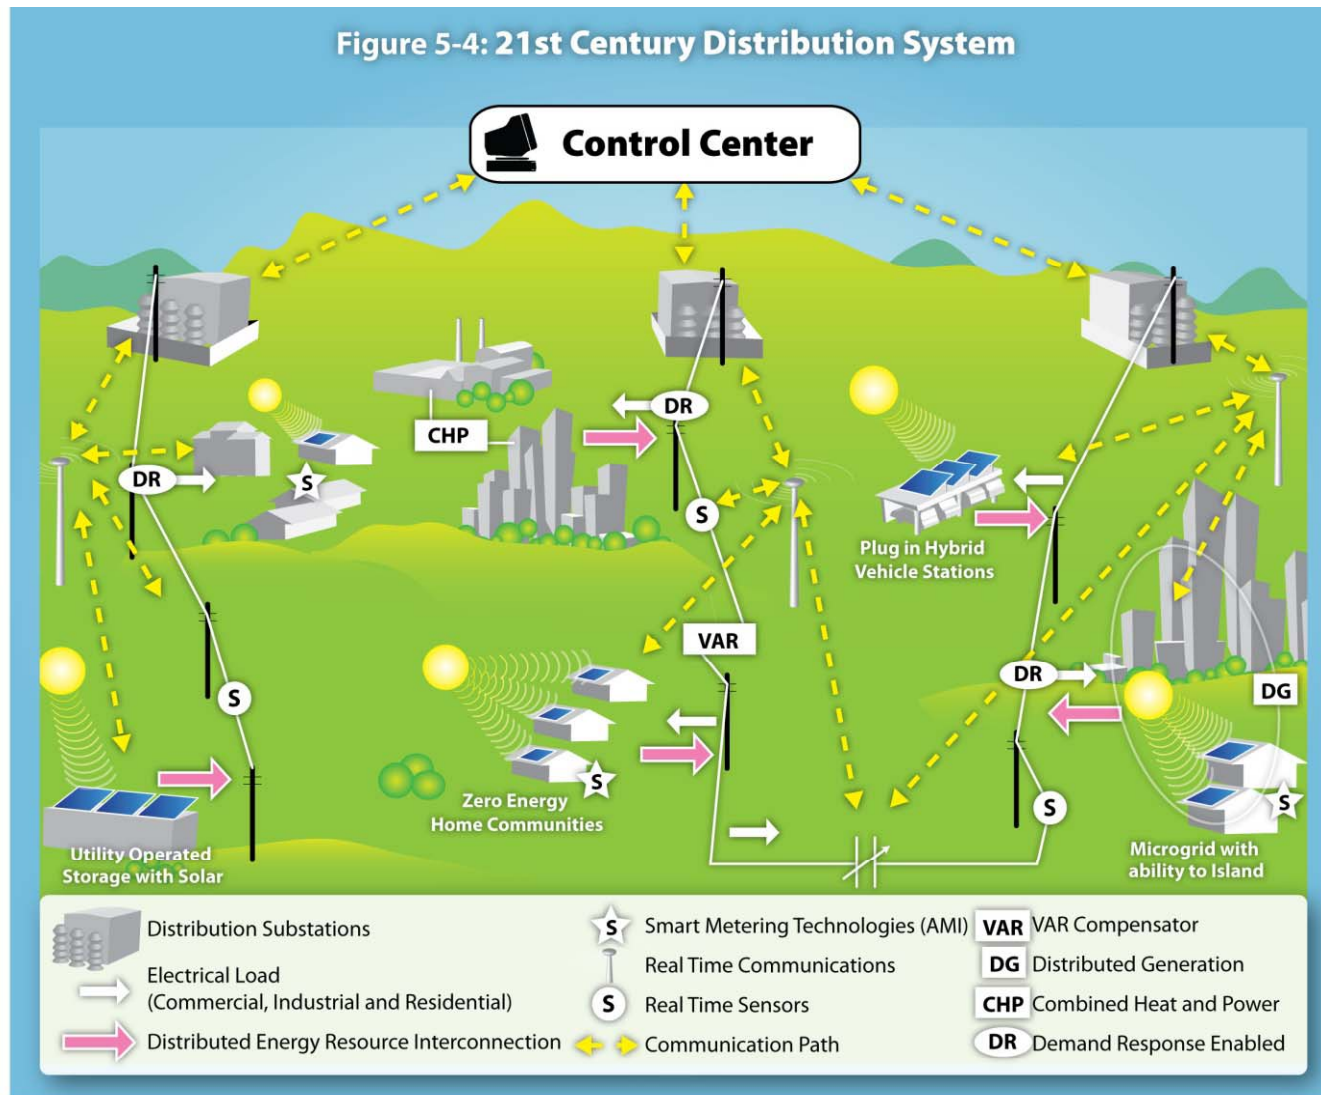 Figure 5-4: 21st Century Distribution System
Control Center
DR
CHP
DR
S
S
Plug in Hybrid
Vehicle Stations
VAR
DR
S
DG
S
Zero Energy
Home Communities
S
S
Utility Operated
Storage with Solar
Microgrid with
ability to Island
Distribution Substations
Electrical Load
(Commercial, Industrial and Residential)
Distributed Energy Resource Interconnection
S Smart Metering Technologies (AMI)
Real Time Communications
S Real Time Sensors
Communication Path
VAR VAR Compensator
DG Distributed Generation
CHP Combined Heat and Power
DR Demand Response Enabled